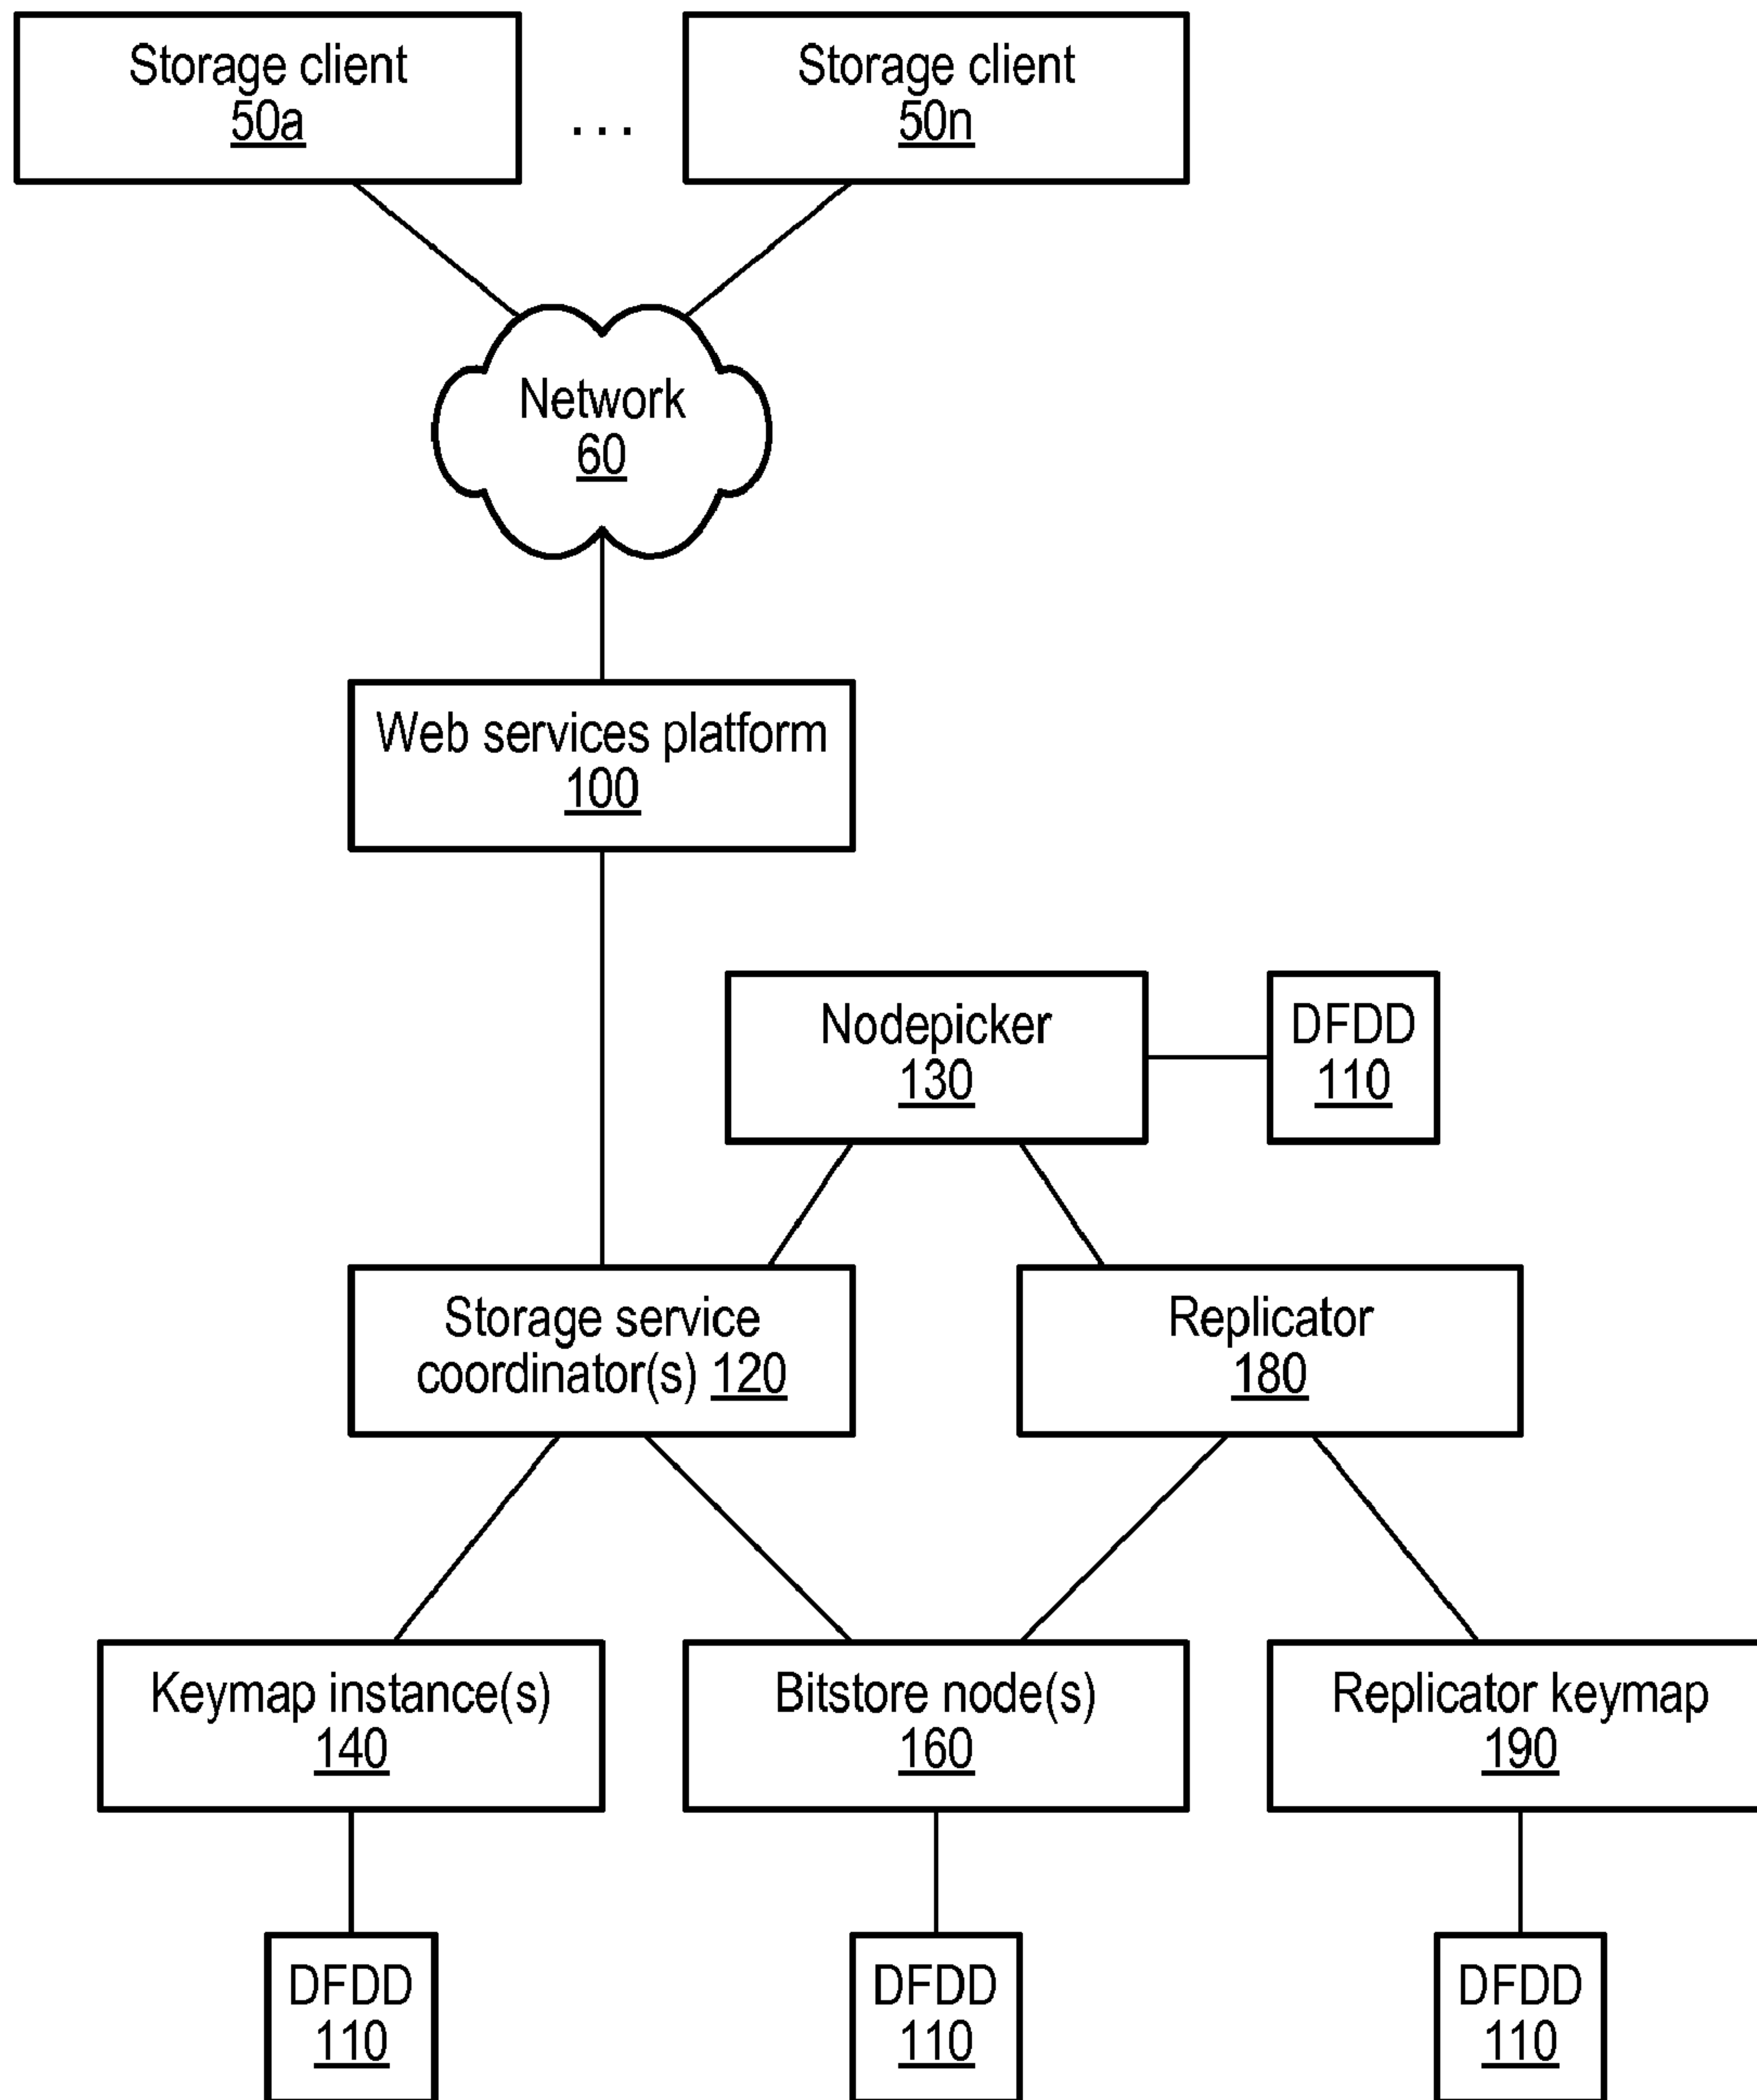 Storage client
50a
...
Storage client
50n
Network
60
Web services platform
100
Nodepicker
130
DFDD
110
Storage service
coordinator(s) 120
Replicator
180
Keymap instance(s)
140
Bitstore node(s)
160
Replicator keymap
190
DFDD
110
DFDD
110
DFDD
110